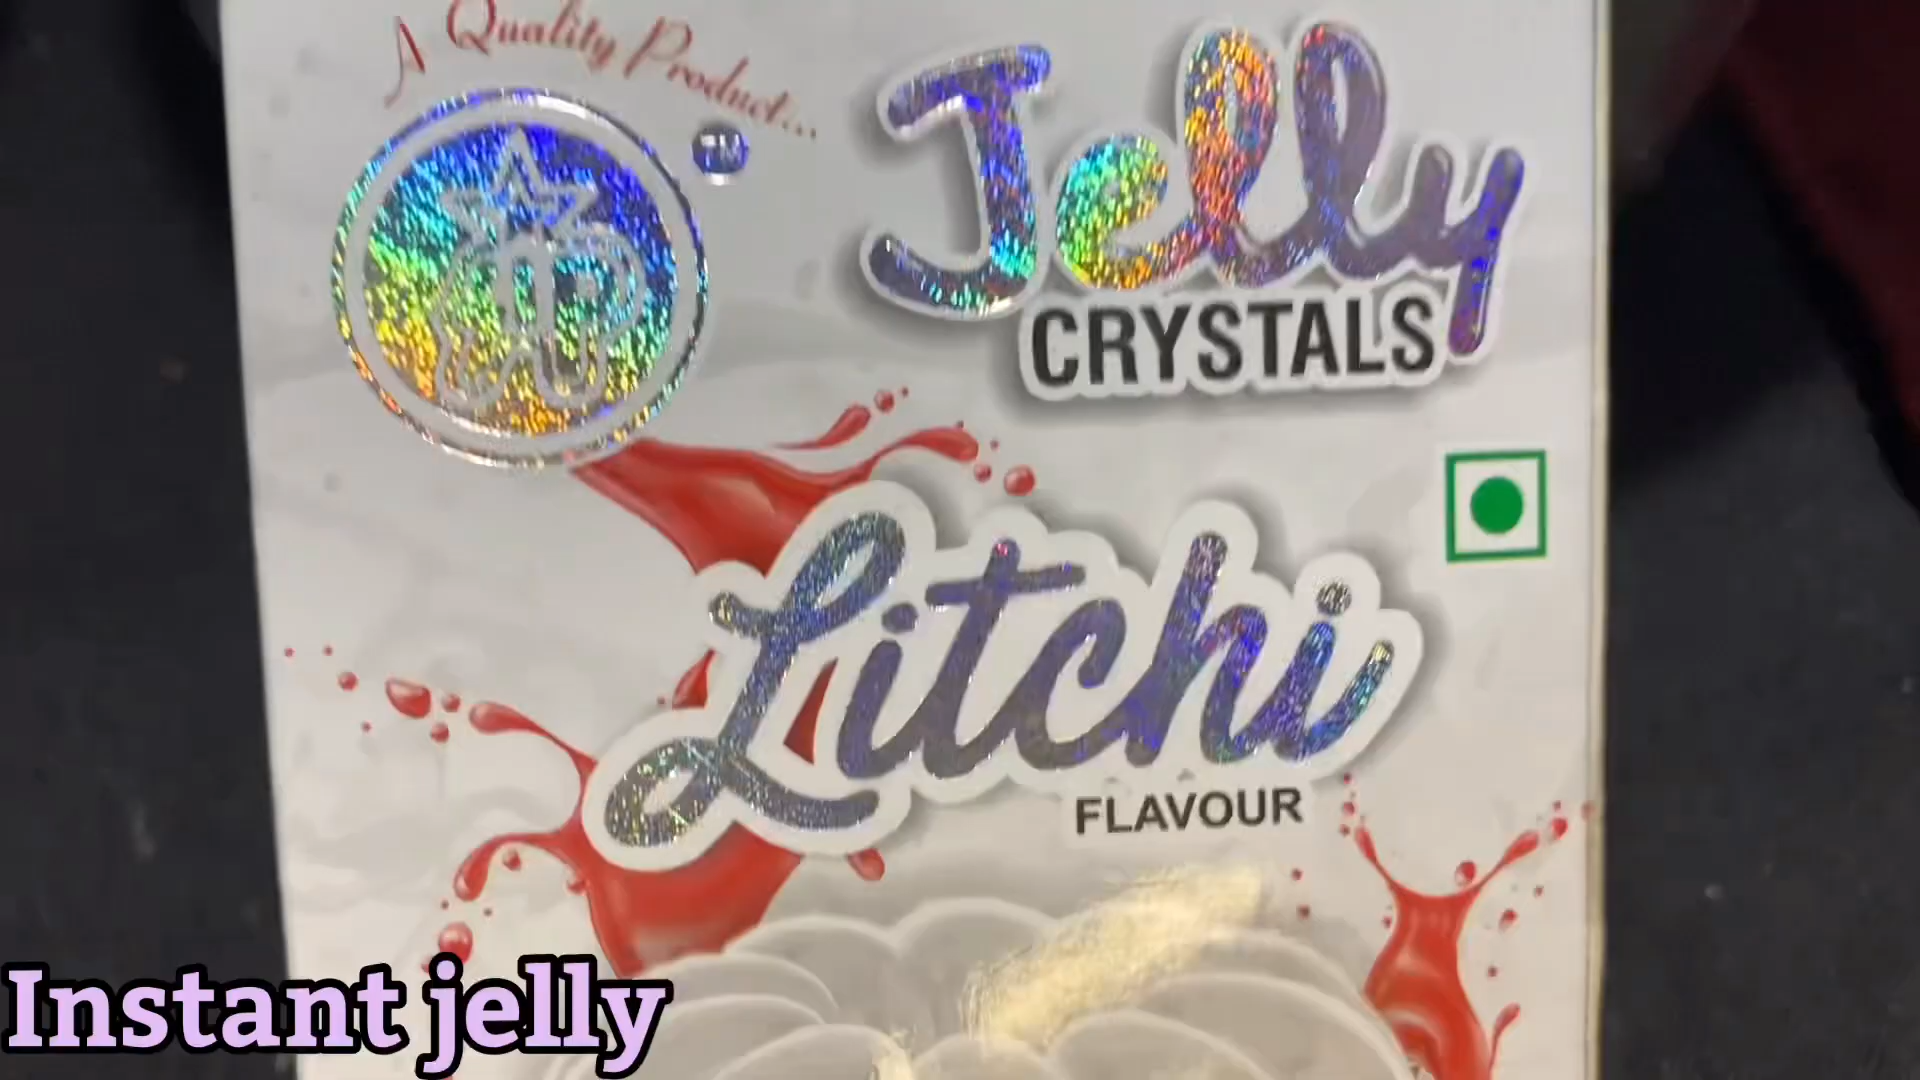 A Quality Product...
TM
Jelly
CRYSTALS
Litchi
FLAVOUR
Instant jelly